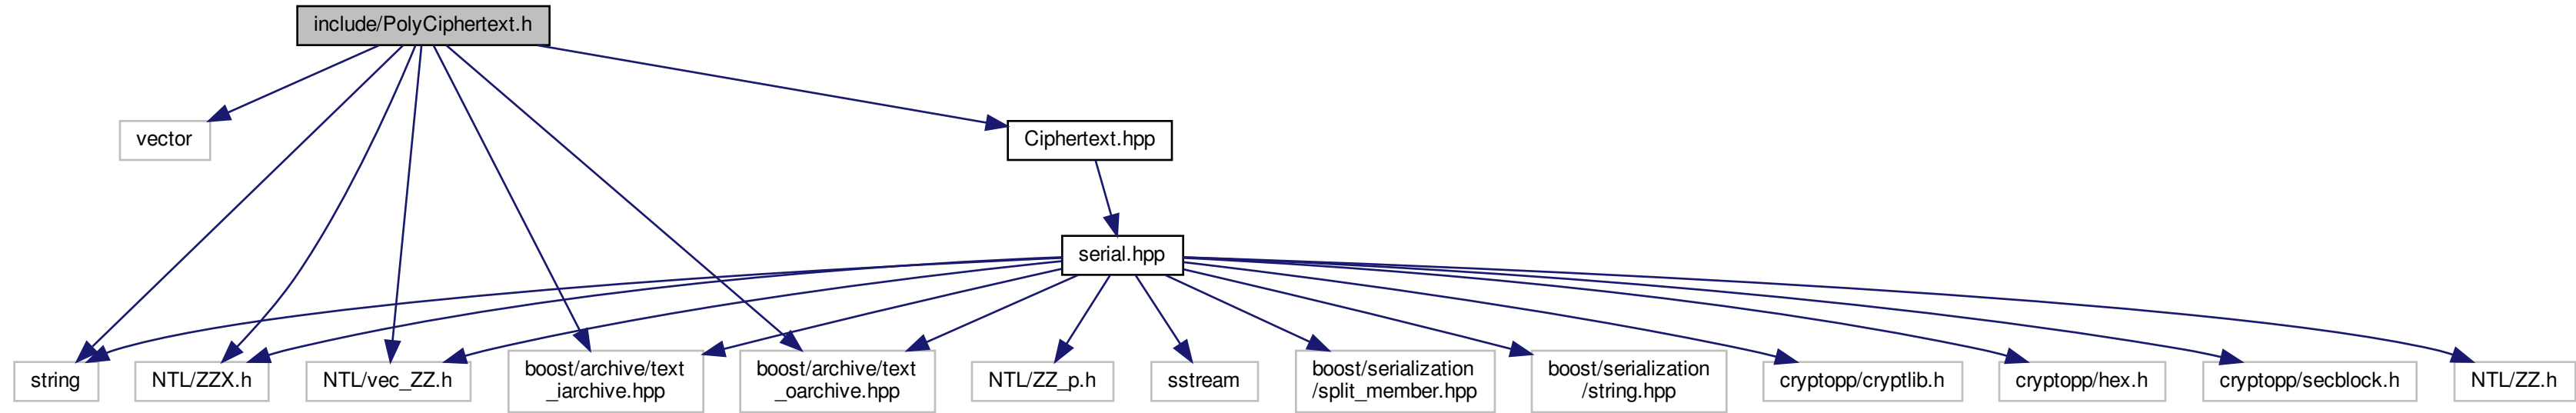 include/PolyCiphertext.h
vector
Ciphertext.hpp
serial.hpp
string
NTL/ZZX.h
NTL/vec_ZZ.h
boost/archive/text
_iarchive.hpp
boost/archive/text
_oarchive.hpp
NTL/ZZ_p.h
sstream
boost/serialization
/split_member.hpp
boost/serialization
/string.hpp
cryptopp/cryptlib.h
cryptopp/hex.h
cryptopp/secblock.h
NTL/ZZ.h